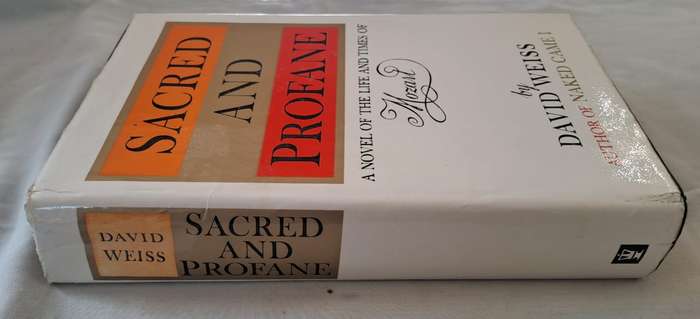 SACRED
AND
PROFANE
A NOVEL OF THE LIFE AND TIMES OF
Mozart
by
DAVID WEISS
AUTHOR OF NAKED CAME I
DAVID
WEISS
SACRED
AND
PROFANE